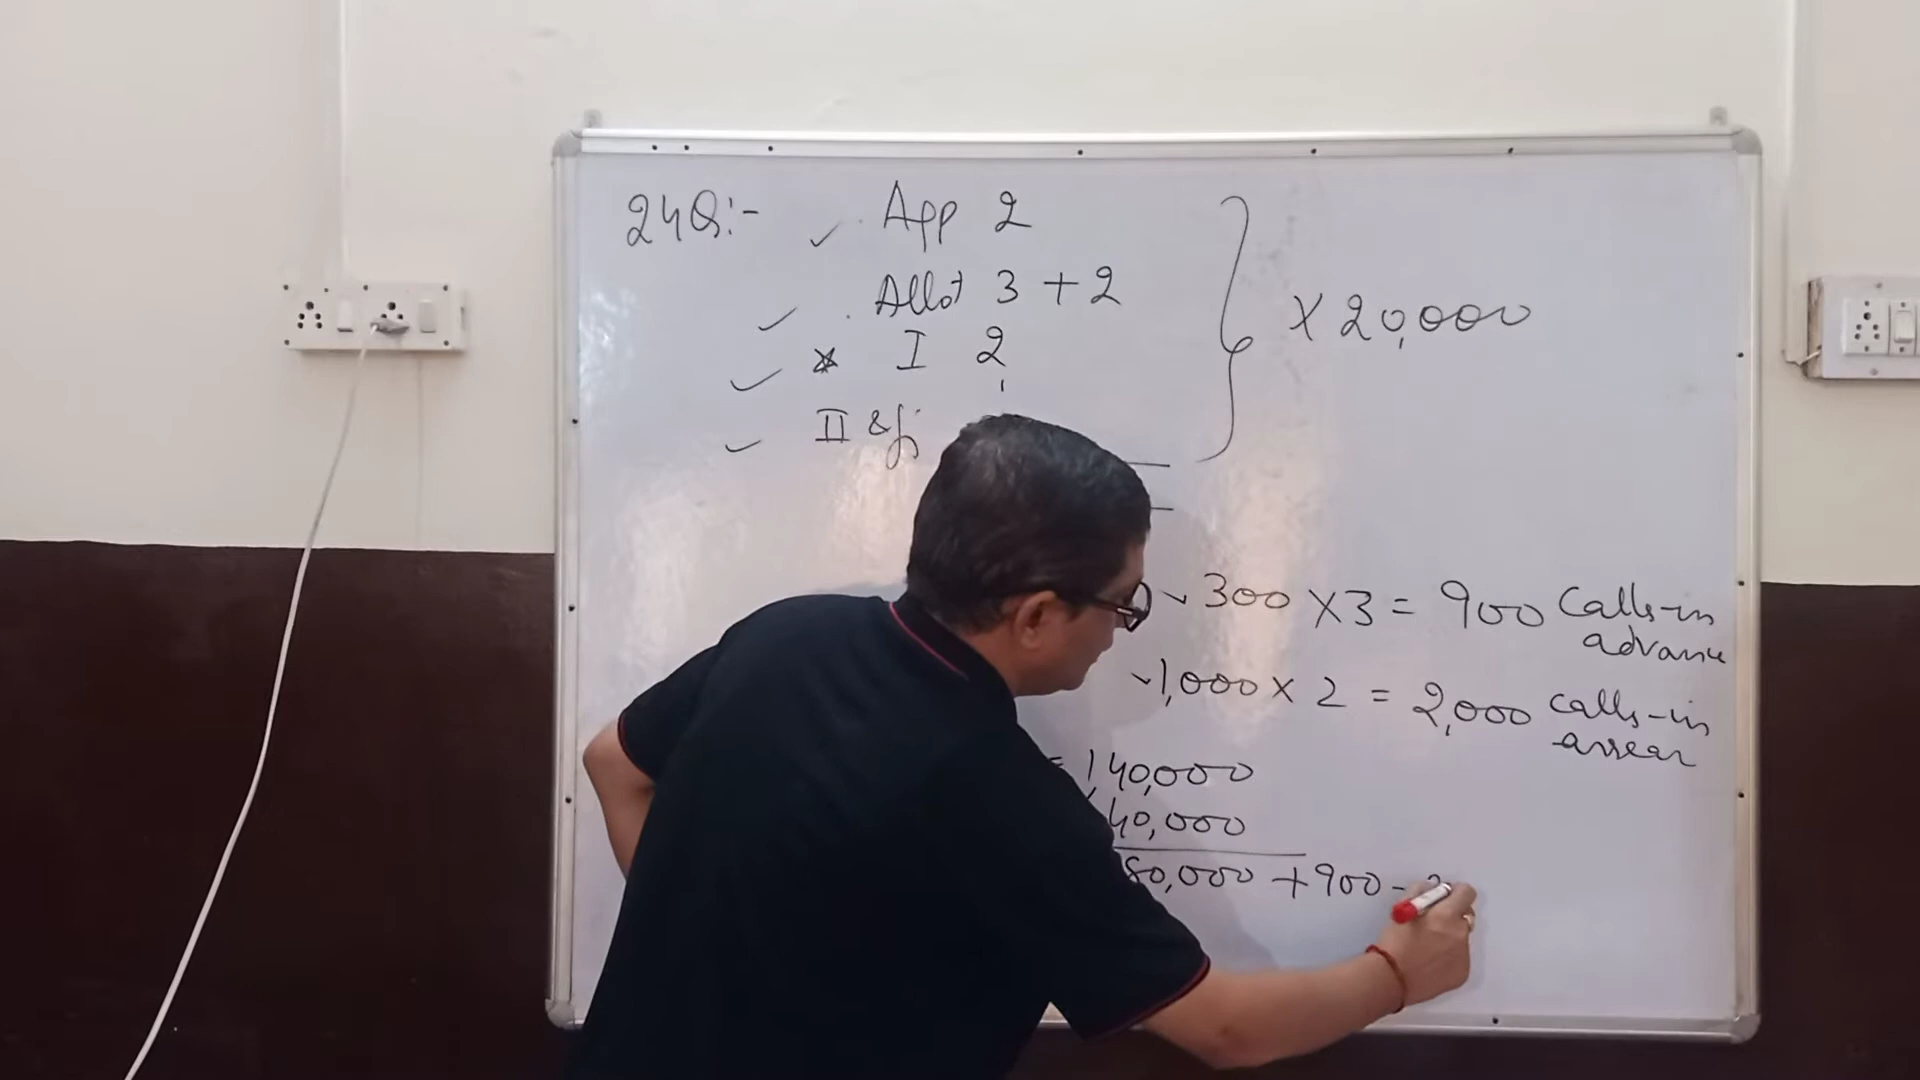 24Q:- App 2
Allot 3 + 2
I 2
II & f
× 20,000
300 × 3 = 900 Calls-in
advance
1,000 × 2 = 2,000 calls-in
arrear
= 1,40,000
40,000
80,000 + 900 -